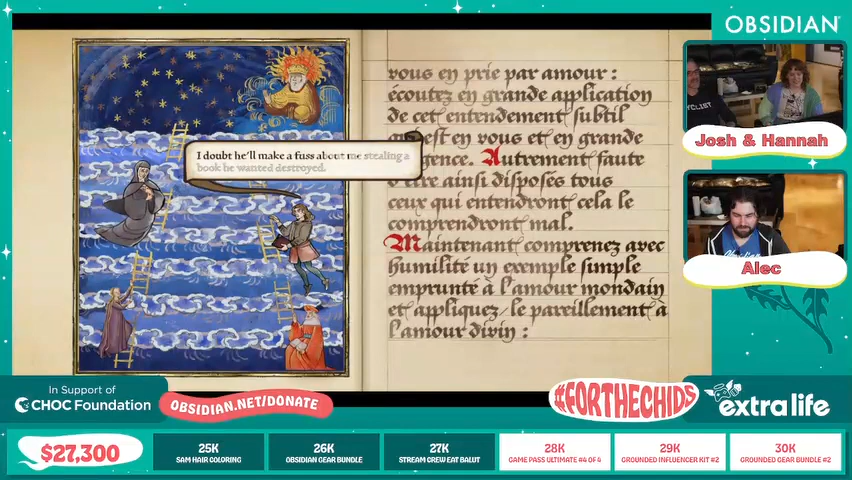 OBSIDIAN
vous en prie par amour :
écoutez en grande application
de cet entendement subtil
est en vous et en grande
I doubt he'll make a fuss about me stealing a
book he wanted destroyed.
gence. Autrement faute
d'être ainsi disposés tous
ceux qui entendront cela le
comprendront mal.
Maintenant comprenez avec
humilité un exemple simple
emprunté à l'amour mondain
et appliquez-le pareillement à
l'amour divin :
CLIST
Josh & Hannah
Alec
In Support of
CHOC Foundation
OBSIDIAN.NET/DONATE
#FORTHECHIDS
extralife
$27,300
25K
SAM HAIR COLORING
26K
OBSIDIAN GEAR BUNDLE
27K
STREAM CREW EAT BALUT
28K
GAME PASS ULTIMATE #4 OF 4
29K
GROUNDED INFLUENCER KIT #2
30K
GROUNDED GEAR BUNDLE #2